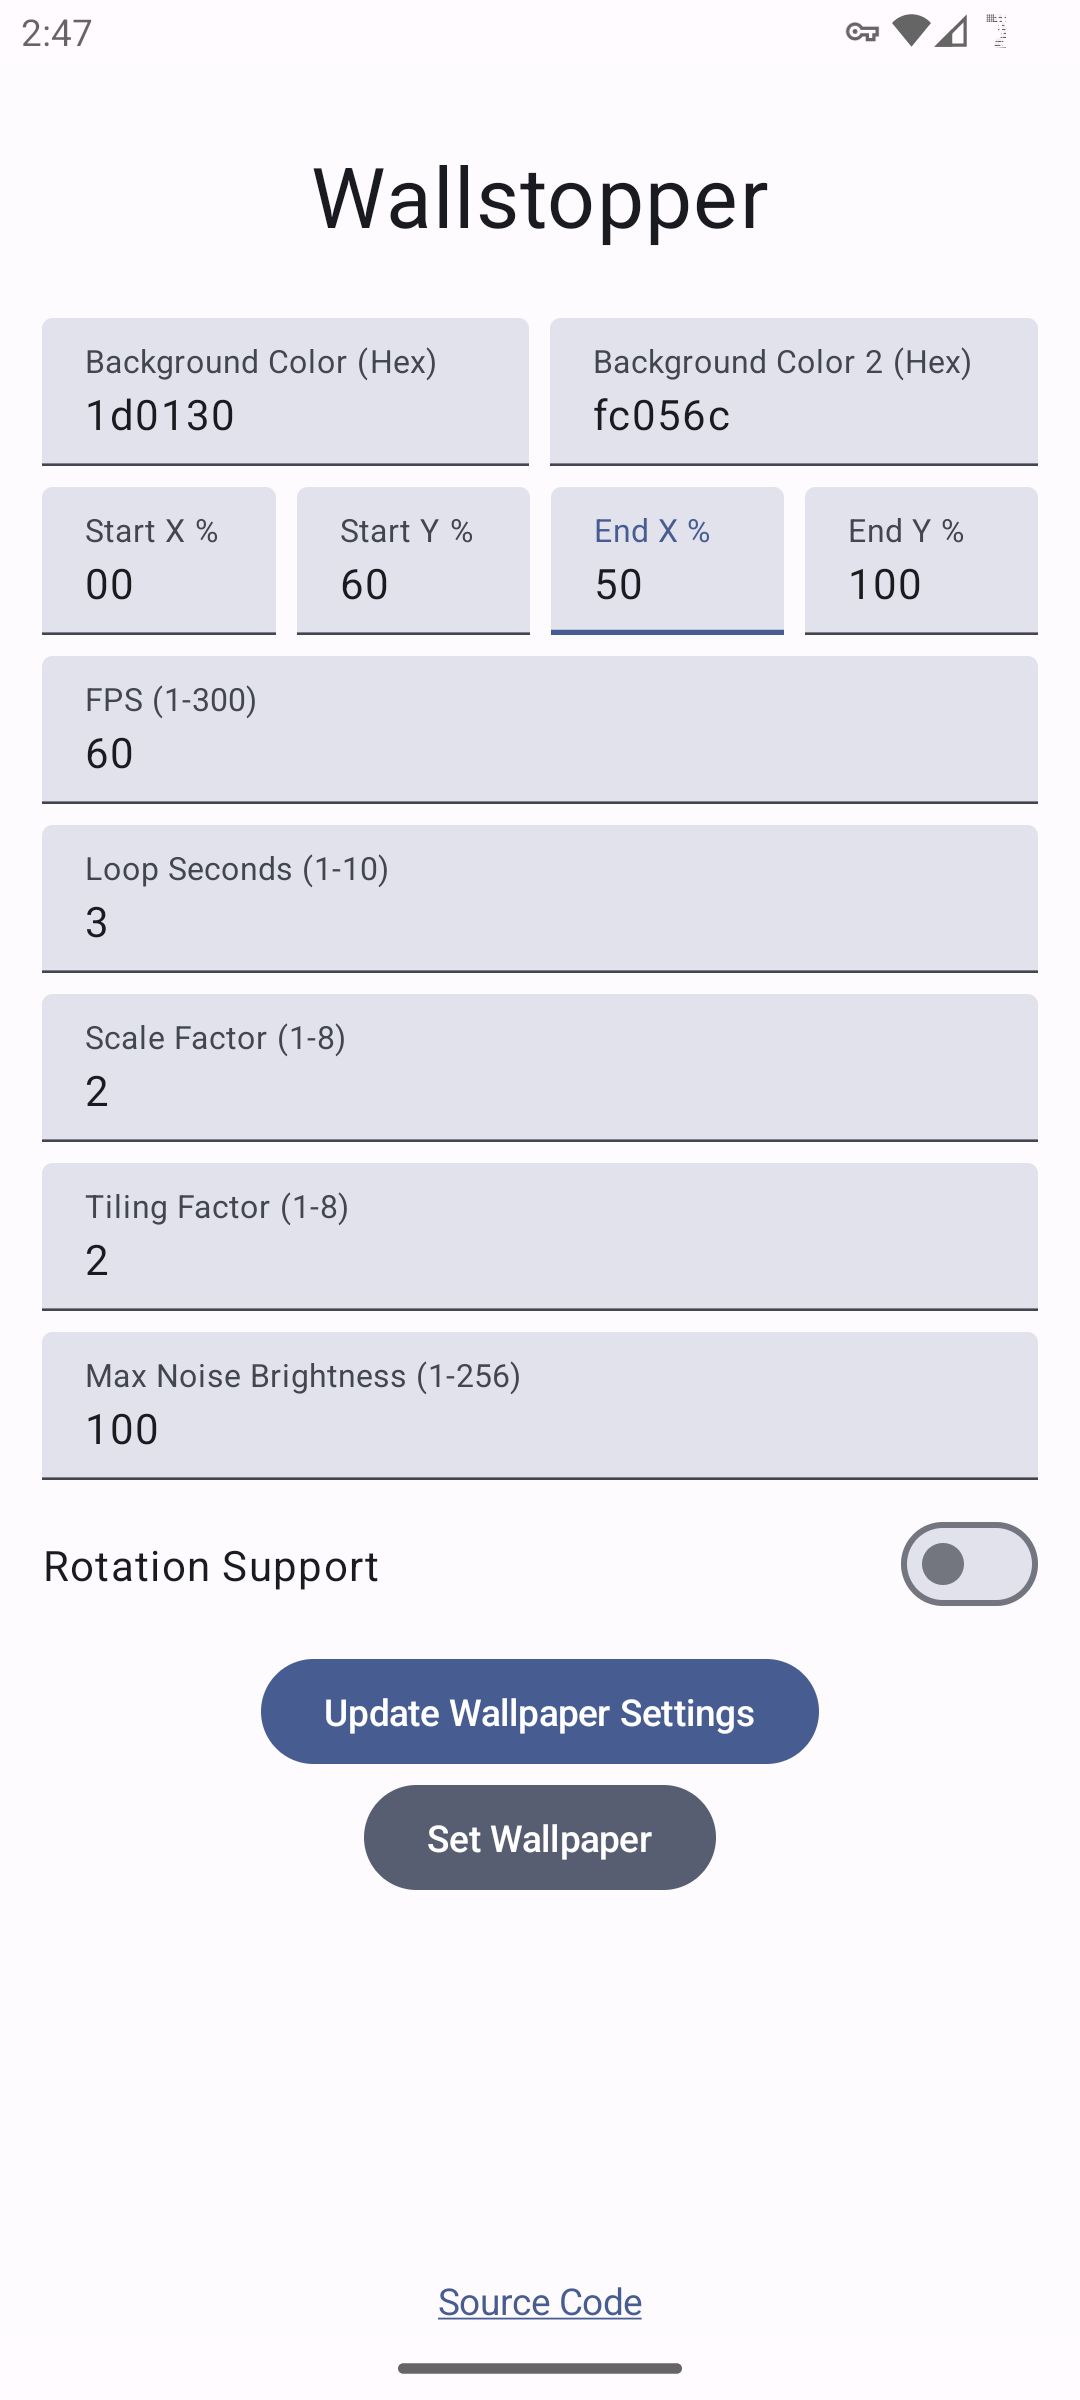 2:47
Wallstopper
Background Color (Hex)
1d0130
Background Color 2 (Hex)
fc056c
Start X %
00
Start Y %
60
End X %
50
End Y %
100
FPS (1-300)
60
Loop Seconds (1-10)
3
Scale Factor (1-8)
2
Tiling Factor (1-8)
2
Max Noise Brightness (1-256)
100
Rotation Support
Update Wallpaper Settings
Set Wallpaper
Source Code